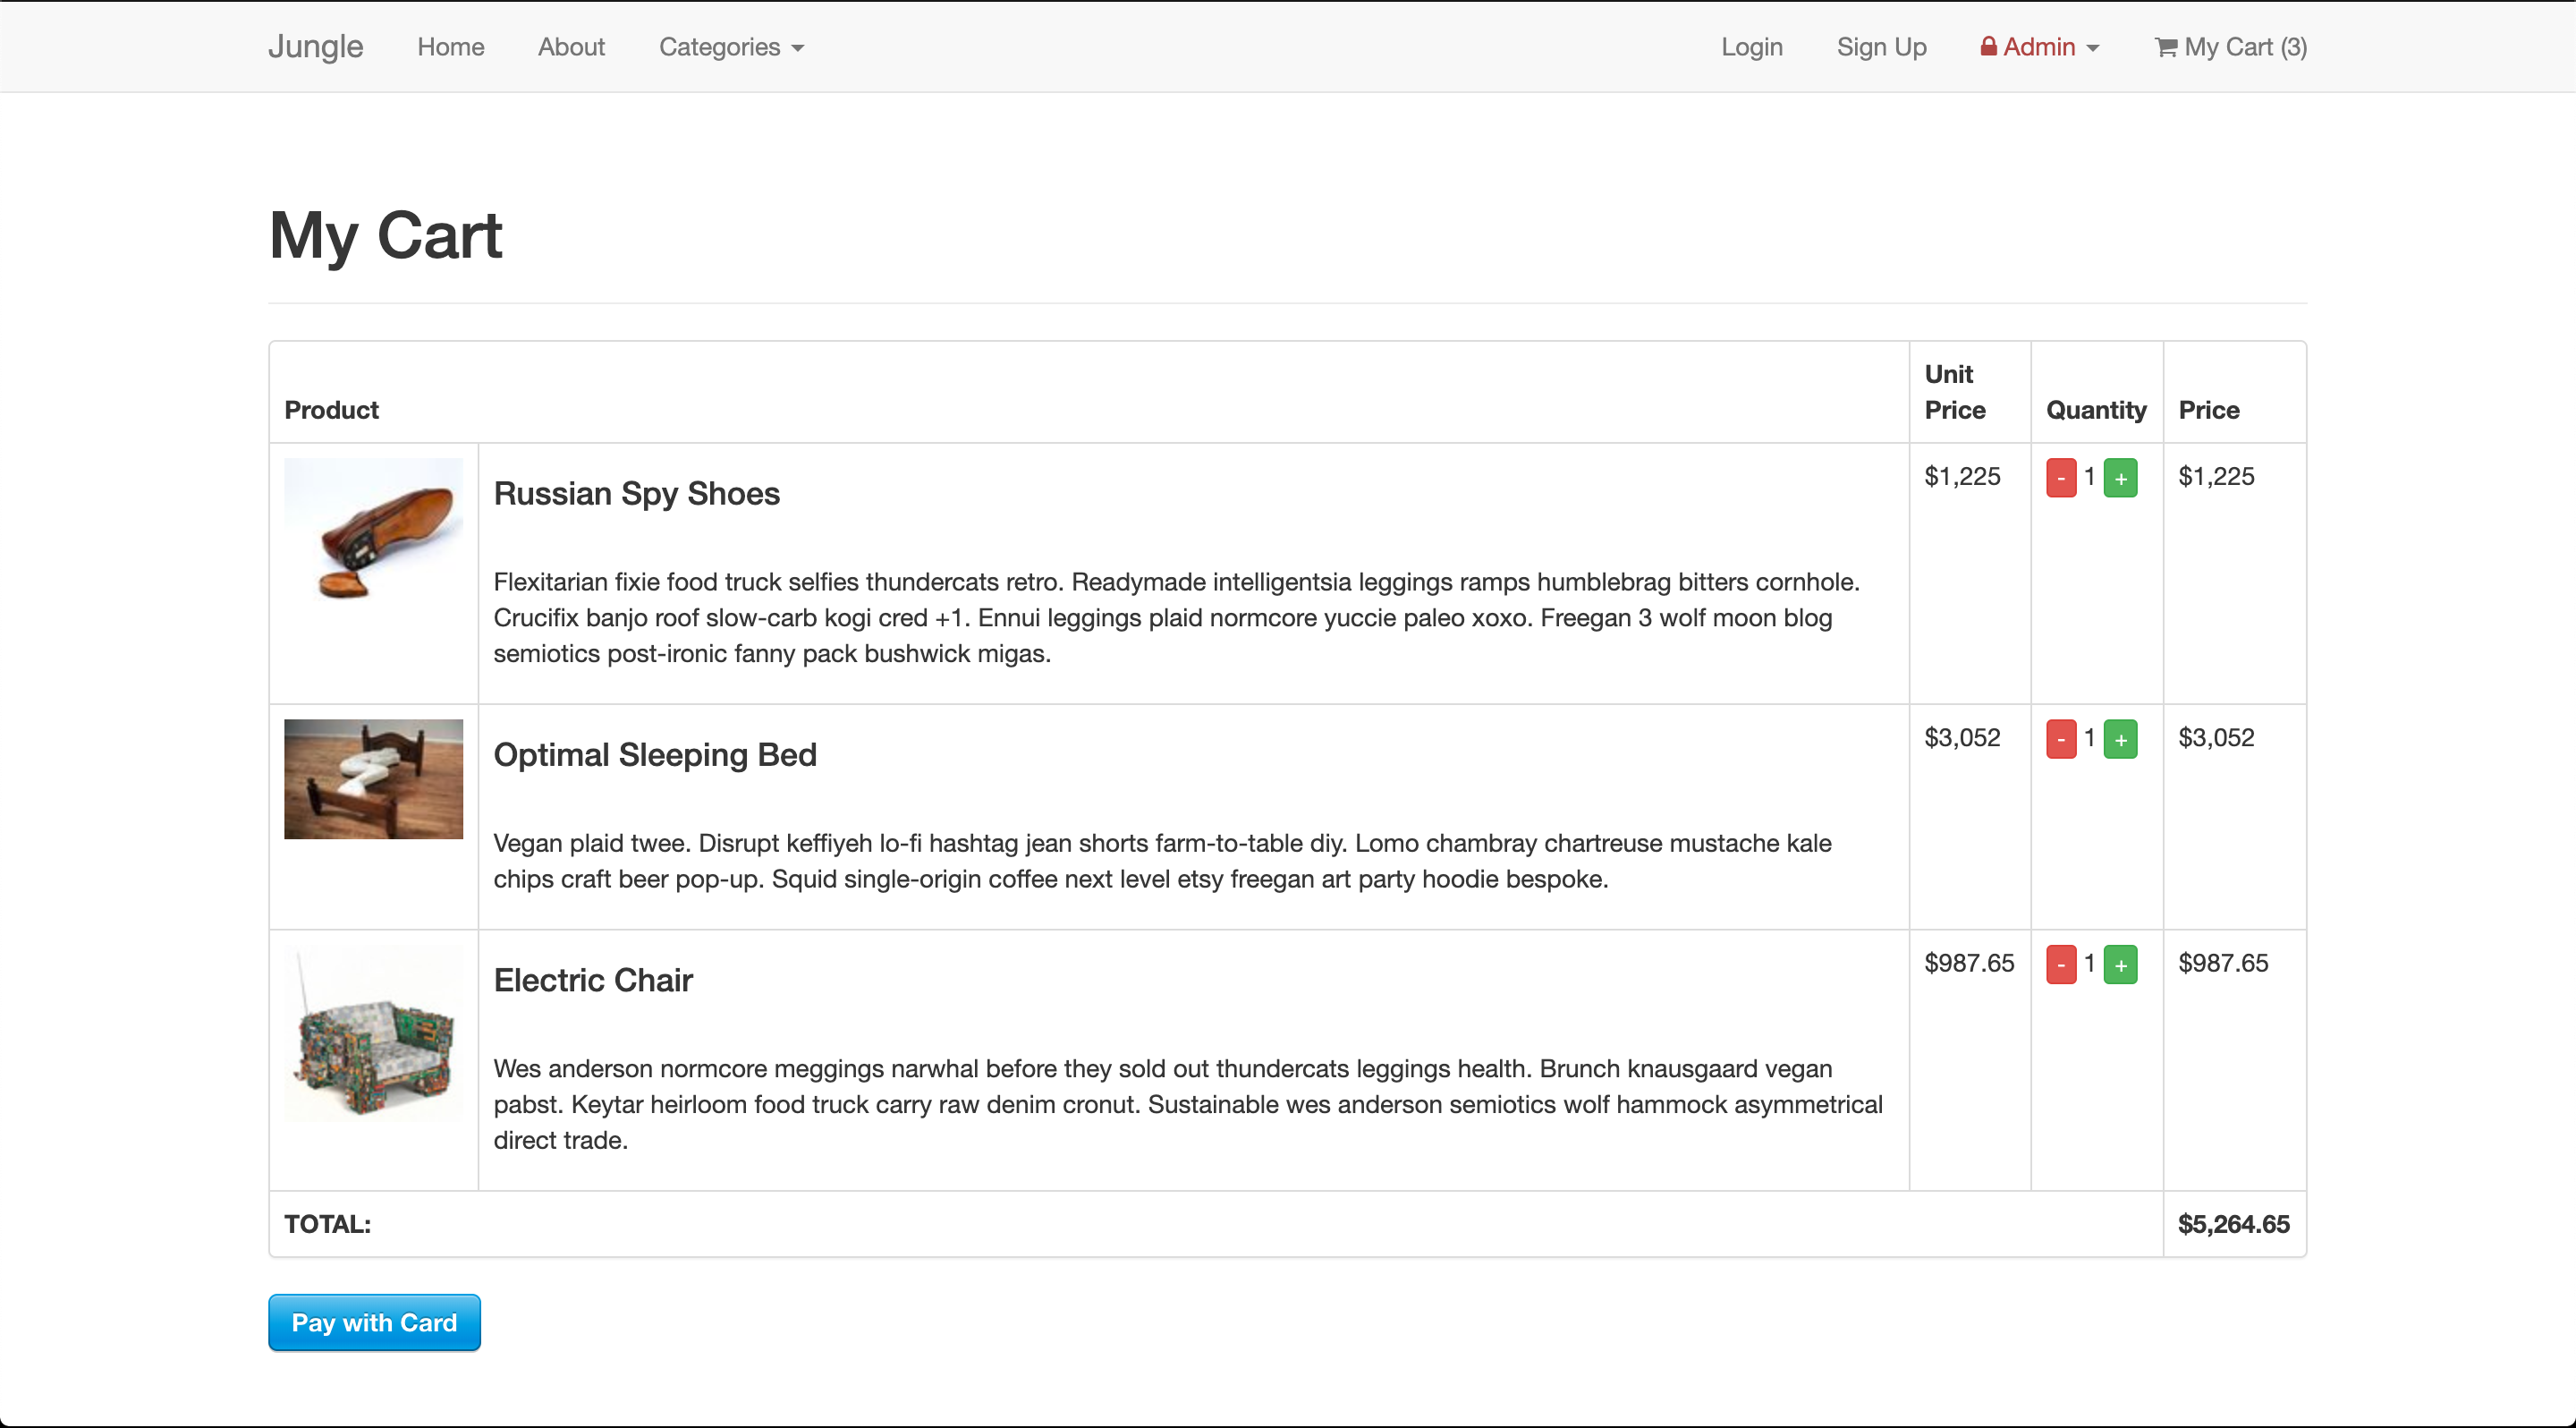 Jungle Home About Categories Login Sign Up Admin My Cart (3)
My Cart
Product Unit Price Quantity Price
Russian Spy Shoes $1,225 - 1 + $1,225
Flexitarian fixie food truck selfies thundercats retro. Readymade intelligentsia leggings ramps humblebrag bitters cornhole.
Crucifix banjo roof slow-carb kogi cred +1. Ennui leggings plaid normcore yuccie paleo xoxo. Freegan 3 wolf moon blog
semiotics post-ironic fanny pack bushwick migas.
Optimal Sleeping Bed $3,052 - 1 + $3,052
Vegan plaid twee. Disrupt keffiyeh lo-fi hashtag jean shorts farm-to-table diy. Lomo chambray chartreuse mustache kale
chips craft beer pop-up. Squid single-origin coffee next level etsy freegan art party hoodie bespoke.
Electric Chair $987.65 - 1 + $987.65
Wes anderson normcore meggings narwhal before they sold out thundercats leggings health. Brunch knausgaard vegan
pabst. Keytar heirloom food truck carry raw denim cronut. Sustainable wes anderson semiotics wolf hammock asymmetrical
direct trade.
TOTAL: $5,264.65
Pay with Card